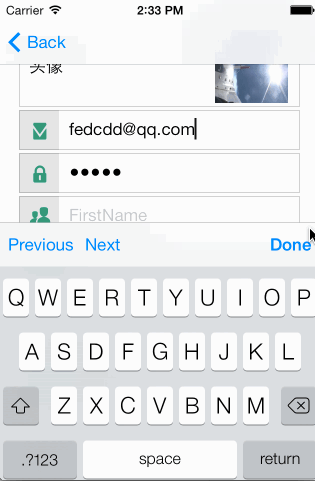 Carrier 2:33 PM
Back
头像
fedcdd@qq.com
•••••
FirstName
Previous Next Done
Q W E R T Y U I O P
A S D F G H J K L
Z X C V B N M
.?123 space return